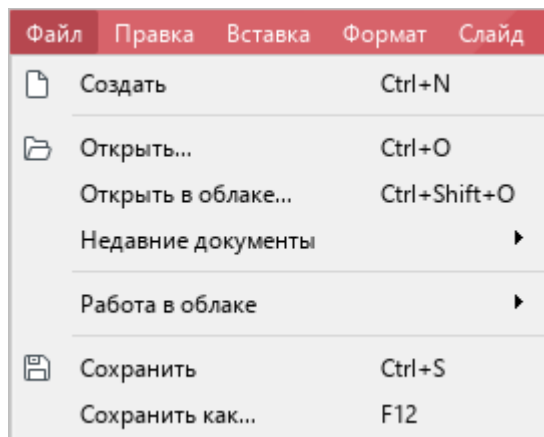 Файл Правка Вставка Формат Слайд
Создать Ctrl+N
Открыть... Ctrl+O
Открыть в облаке... Ctrl+Shift+O
Недавние документы
Работа в облаке
Сохранить Ctrl+S
Сохранить как... F12